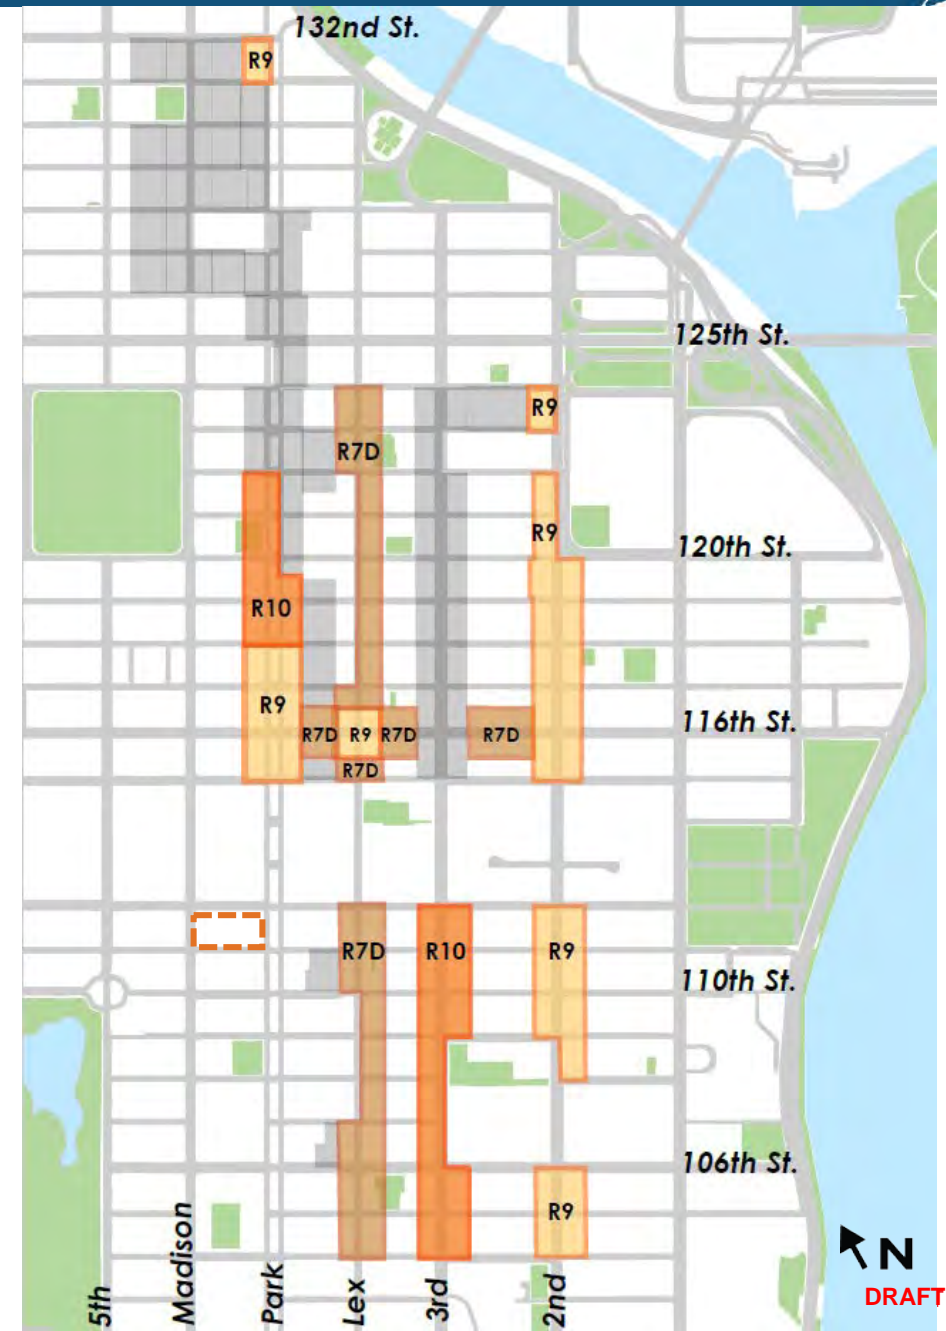 132nd St.
R9
125th St.
R9
R7D
R9
120th St.
R10
R9
116th St.
R7D
R9
R7D
R7D
R7D
R7D
R10
R9
110th St.
106th St.
R9
5th
Madison
Park
Lex
3rd
2nd
N
DRAFT